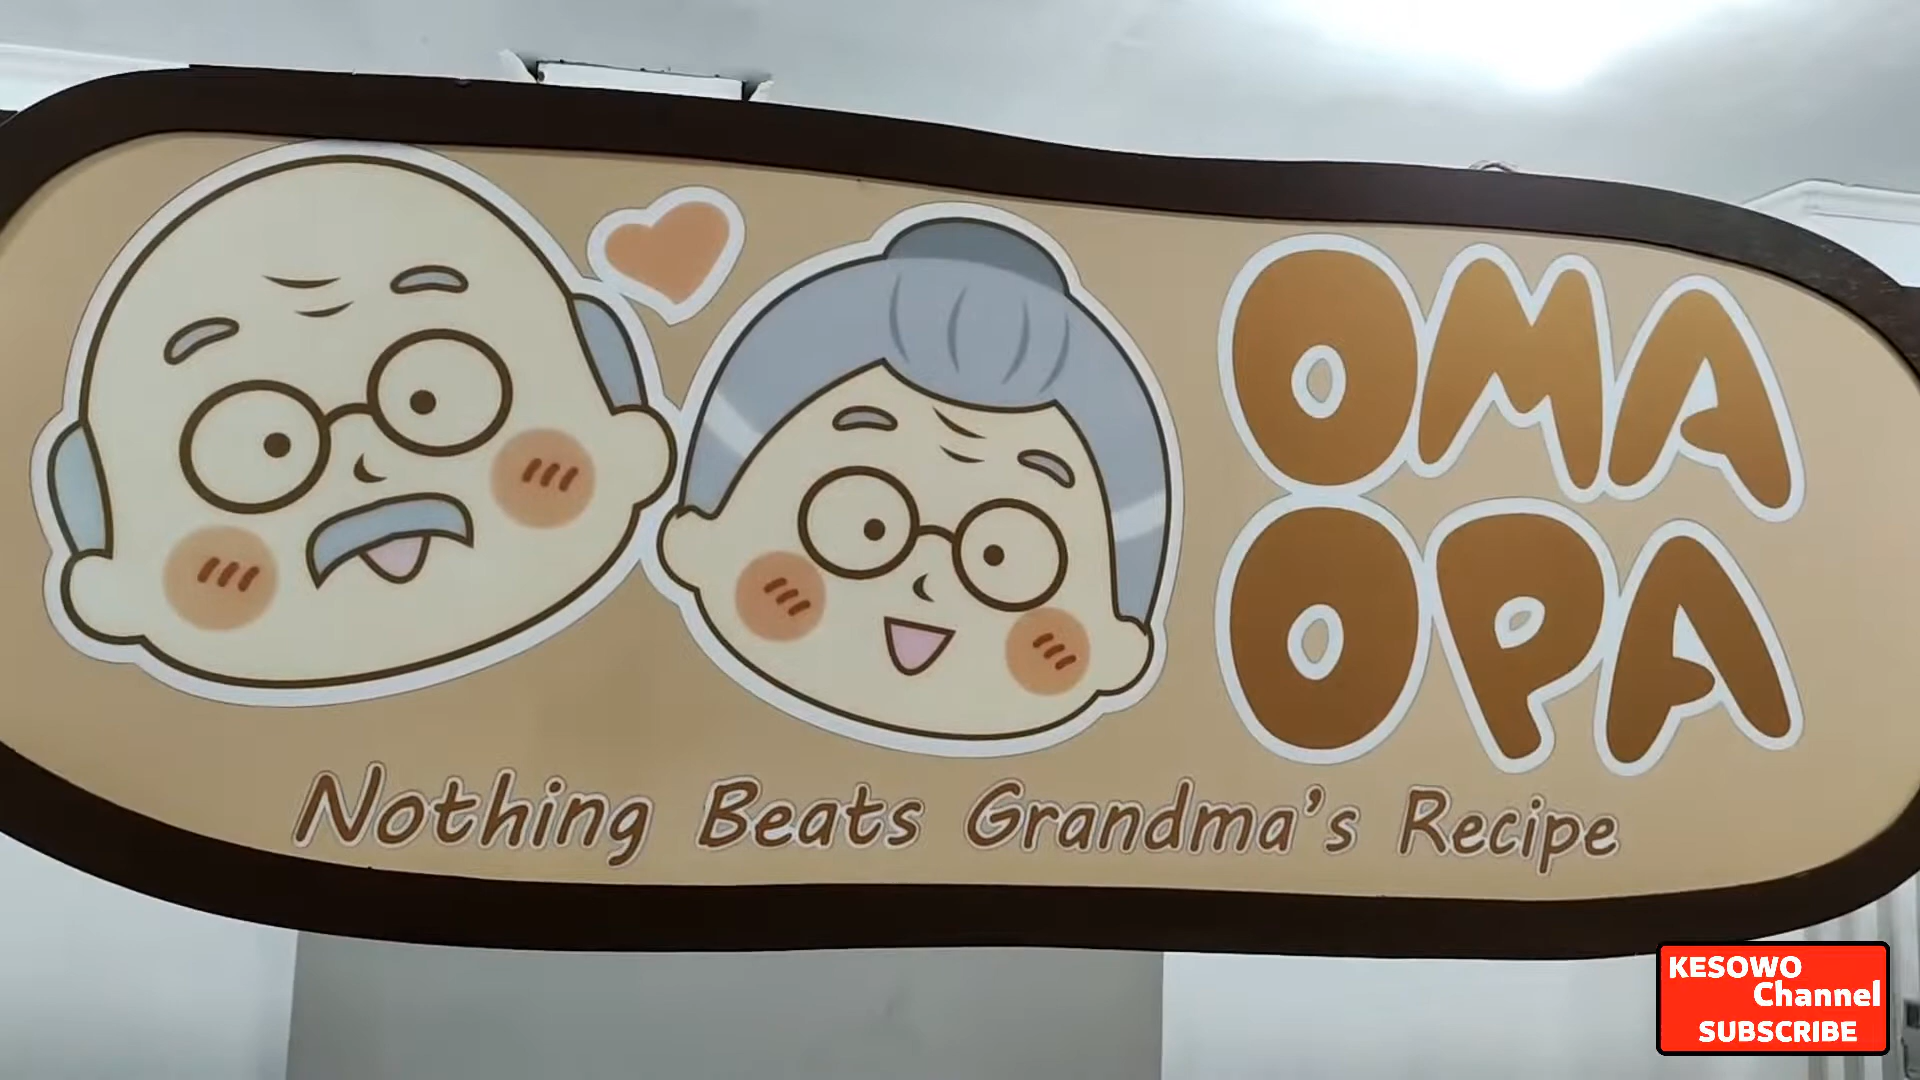 OMA
OPA
Nothing Beats Grandma's Recipe
KESOWO
Channel
SUBSCRIBE